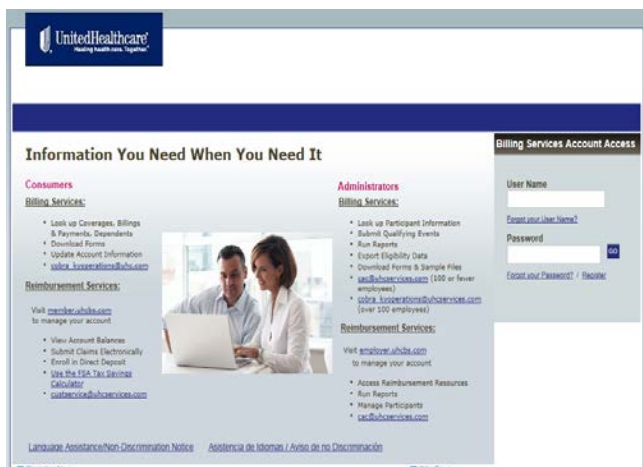 UnitedHealthcare®
Healing health care. Together.®
Information You Need When You Need It
Consumers
Billing Services:
Look up Coverages, Billings
& Payments, Dependents
Download Forms
Update Account Information
cobra_kyoperations@uhc.com
Reimbursement Services:
Visit member.uhcbs.com
to manage your account
View Account Balances
Submit Claims Electronically
Enroll in Direct Deposit
Use the FSA Tax Savings
Calculator
custservice@uhcservices.com
Administrators
Billing Services:
Look up Participant Information
Submit Qualifying Events
Run Reports
Export Eligibility Data
Download Forms & Sample Files
cac@uhcservices.com (100 or fewer
employees)
cobra_kyoperations@uhcservices.com
(over 100 employees)
Reimbursement Services:
Visit employer.uhcbs.com
to manage your account
Access Reimbursement Resources
Run Reports
Manage Participants
cac@uhcservices.com
Billing Services Account Access
User Name
Forgot your User Name?
Password
GO
Forgot your Password? / Register
Language Assistance/Non-Discrimination Notice Asistencia de Idiomas / Aviso de no Discriminación